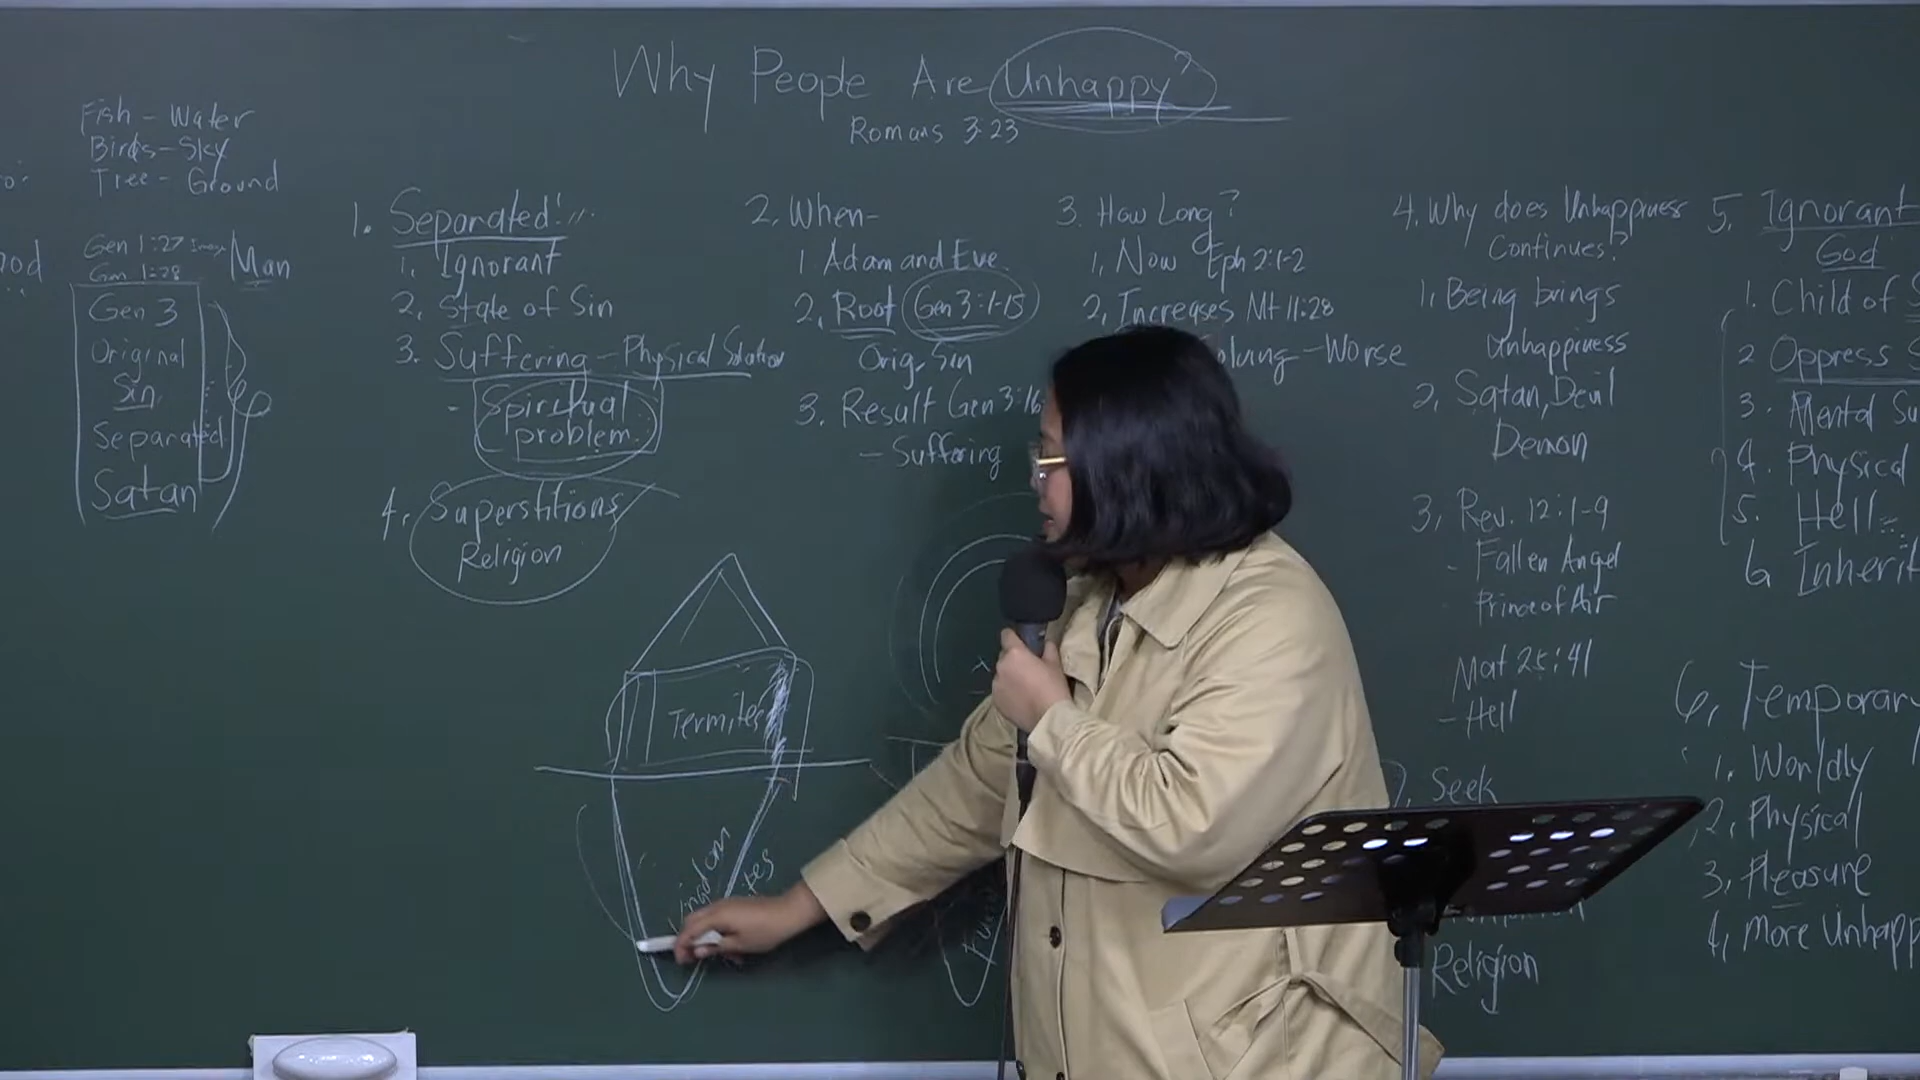 Why People Are Unhappy?
Romans 3:23
Fish - Water
Birds - Sky
Tree - Ground
Gen 1:27 Image
Gen 1:28
Man
Gen 3
Original
Sin
Separated
Satan
1. Separated!
1. Ignorant
2. State of Sin
3. Suffering - Physical Solution
- Spiritual
problem
4. Superstitions
Religion
Termites
2. When -
1 Adam and Eve
2. Root Gen 3:1-15
Orig. Sin
3. Result Gen 3:16
- Suffering
3. How Long?
1. Now Eph 2:1-2
2. Increases Mt 11:28
- Worse
4. Why does Unhappiness
Continues?
1. Being brings
Unhappiness
2. Satan, Devil
Demon
3. Rev. 12:1-9
- Fallen Angel
- Prince of Air
Mat 25:41
- Hell
Seek
Religion
5. Ignorant
God
1. Child of
2 Oppress
3. Mental
4. Physical
5. Hell
6. Inherit
6. Temporary
1. Worldly
2. Physical
3. Pleasure
4. More Unhapp